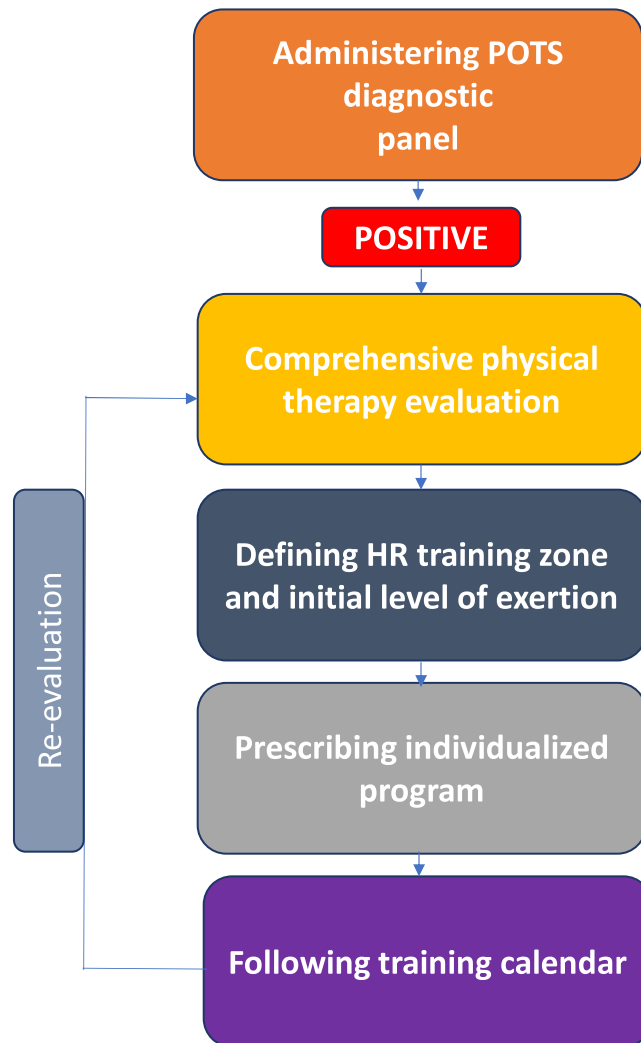 Administering POTS
diagnostic
panel
POSITIVE
Comprehensive physical
therapy evaluation
Re-evaluation
Defining HR training zone
and initial level of exertion
Prescribing individualized
program
Following training calendar